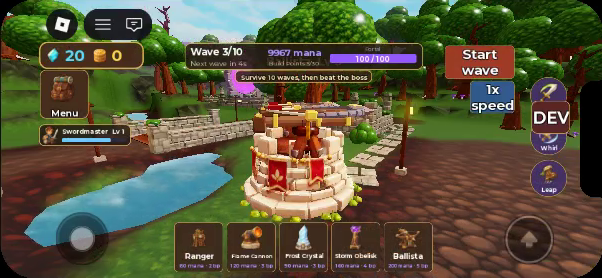 20 0
Wave 3/10
Next wave in 4s
9967 mana
Portal
100 / 100
Survive 10 waves, then beat the boss
Start
wave
1x
speed
Menu
DEV
Whirl
Leap
Swordmaster Lv 1
Ranger
Flame Cannon
Frost Crystal
Storm Obelisk
Ballista